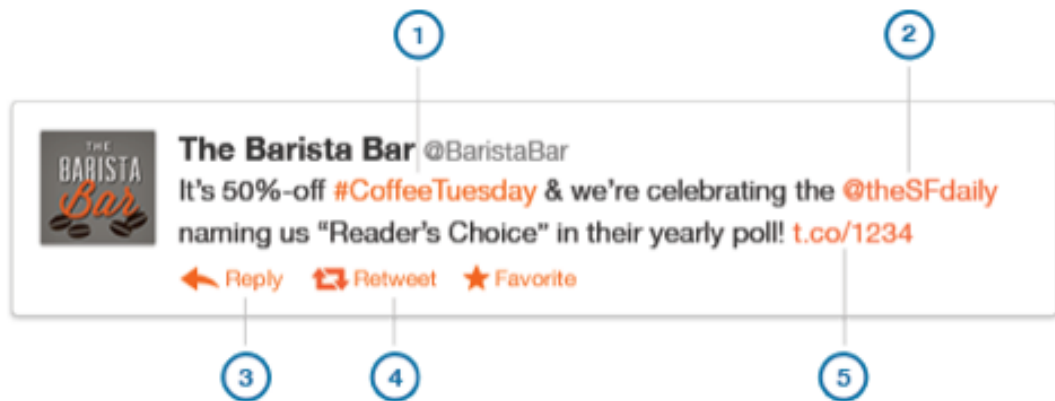 1
2
THE
BARISTA
Bar
The Barista Bar @BaristaBar
It's 50%-off #CoffeeTuesday & we're celebrating the @theSFdaily
naming us “Reader's Choice” in their yearly poll! t.co/1234
Reply Retweet Favorite
3
4
5